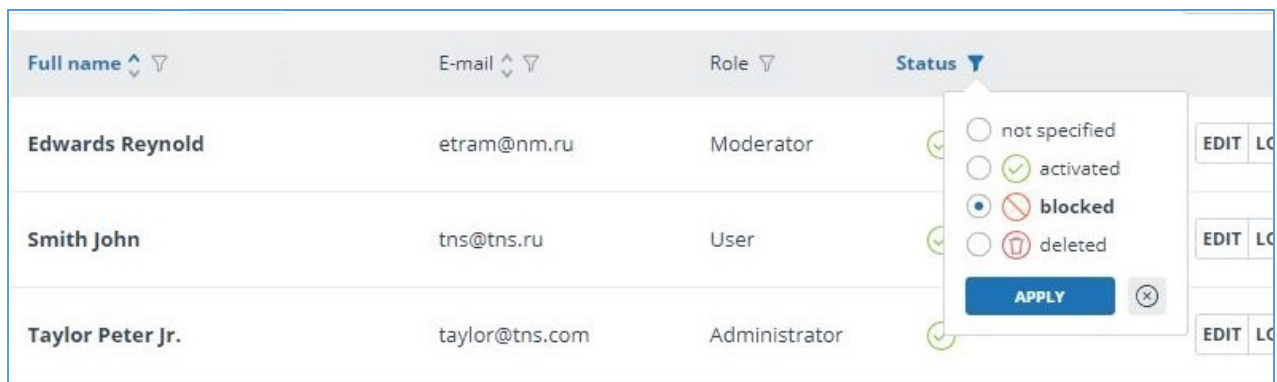 Full name E-mail Role Status
not specified
Edwards Reynold etram@nm.ru Moderator EDIT
activated
blocked
Smith John tns@tns.ru User EDIT
deleted
APPLY
Taylor Peter Jr. taylor@tns.com Administrator EDIT